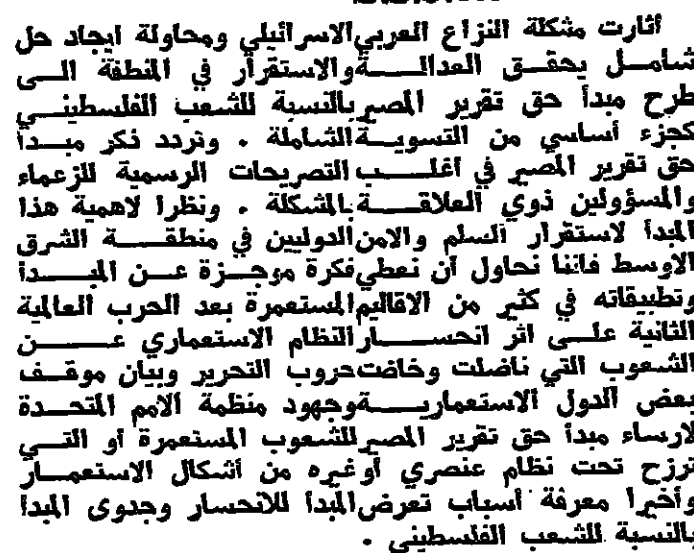 أثارت مشكلة النزاع العربي الاسرائيلي ومحاولة ايجاد حل
شامل يحقق العدالة والاستقرار في المنطقة الى
طرح مبدأ حق تقرير المصير بالنسبة للشعب الفلسطيني
كجزء أساسي من التسوية الشاملة . وتردد ذكر مبدأ
حق تقرير المصير في أغلب التصريحات الرسمية للزعماء
والمسؤولين ذوي العلاقة بالمشكلة . ونظرا لاهمية هذا
المبدأ لاستقرار السلم والامن الدوليين في منطقة الشرق
الاوسط فاننا نحاول أن نعطي فكرة موجزة عن المبدأ
وتطبيقاته في كثير من الاقاليم المستعمرة بعد الحرب العالمية
الثانية على اثر انحسار النظام الاستعماري عن
الشعوب التي ناضلت وخاضت حروب التحرير وبيان موقف
بعض الدول الاستعمارية وجهود منظمة الامم المتحدة
لارساء مبدأ حق تقرير المصير للشعوب المستعمرة أو التي
ترزح تحت نظام عنصري أو غيره من أشكال الاستعمار
وأخيرا معرفة أسباب تعرض المبدأ للانحسار وجدوى المبدأ
بالنسبة للشعب الفلسطيني .